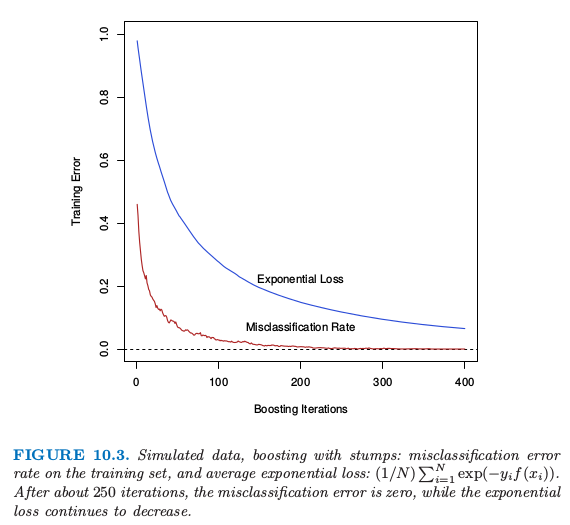 Training Error
0.0
0.2
0.4
0.6
0.8
1.0
Exponential Loss
Misclassification Rate
0
100
200
300
400
Boosting Iterations
FIGURE 10.3. Simulated data, boosting with stumps: misclassification error
rate on the training set, and average exponential loss: (1/N) ∑_{i=1}^{N} exp(−y_i f(x_i)).
After about 250 iterations, the misclassification error is zero, while the exponential
loss continues to decrease.